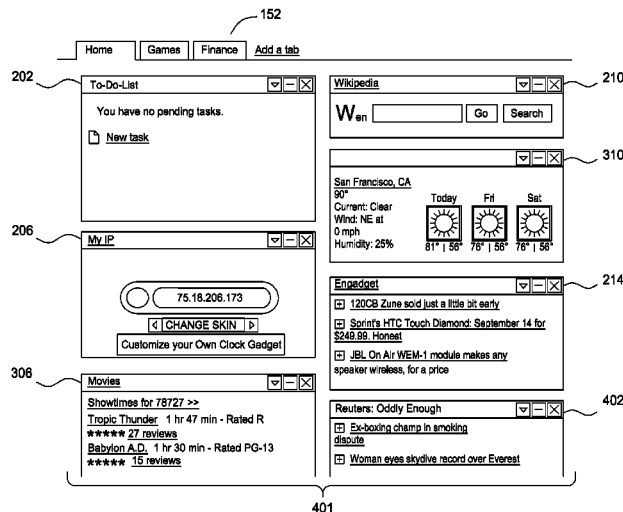 152
Home Games Finance Add a tab
202
To-Do-List
You have no pending tasks.
New task
Wikipedia
210
Wen Go Search
310
San Francisco, CA
90°
Current: Clear
Wind: NE at
0 mph
Humidity: 25%
Today Fri Sat
81° | 56° 76° | 56° 76° | 56°
206
My IP
75.18.206.173
CHANGE SKIN
Customize your Own Clock Gadget
Engadget
214
120CB Zune sold just a little bit early
Sprint's HTC Touch Diamond: September 14 for
$249.99. Honest
JBL On Air WEM-1 module makes any
speaker wireless, for a price
306
Movies
Showtimes for 78727 >>
Tropic Thunder 1 hr 47 min - Rated R
***** 27 reviews
Babylon A.D. 1 hr 30 min - Rated PG-13
***** 15 reviews
Reuters: Oddly Enough
402
Ex-boxing champ in smoking
dispute
Woman eyes skydive record over Everest
401